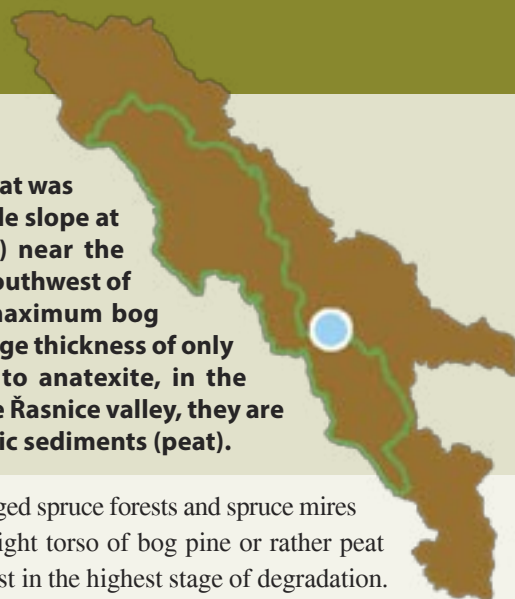 at was
le slope at
) near the
outhwest of
naximum bog
ge thickness of only
to anatexite, in the
e Řasnice valley, they are
ic sediments (peat).
ged spruce forests and spruce mires
ight torso of bog pine or rather peat
st in the highest stage of degradation.